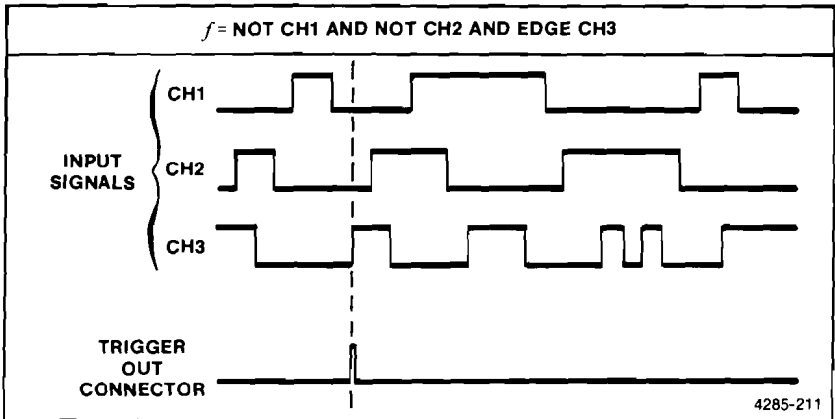 f = NOT CH1 AND NOT CH2 AND EDGE CH3
CH1
INPUT
SIGNALS
CH2
CH3
TRIGGER
OUT
CONNECTOR
4285-211